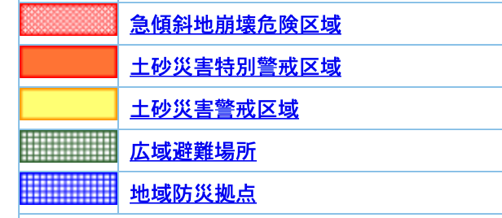 急傾斜地崩壊危険区域
土砂災害特別警戒区域
土砂災害警戒区域
広域避難場所
地域防災拠点